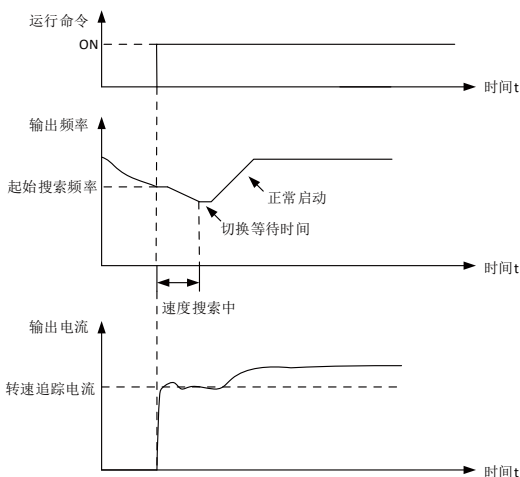 运行命令
ON
时间t
输出频率
起始搜索频率
正常启动
切换等待时间
时间t
速度搜索中
输出电流
转速追踪电流
时间t